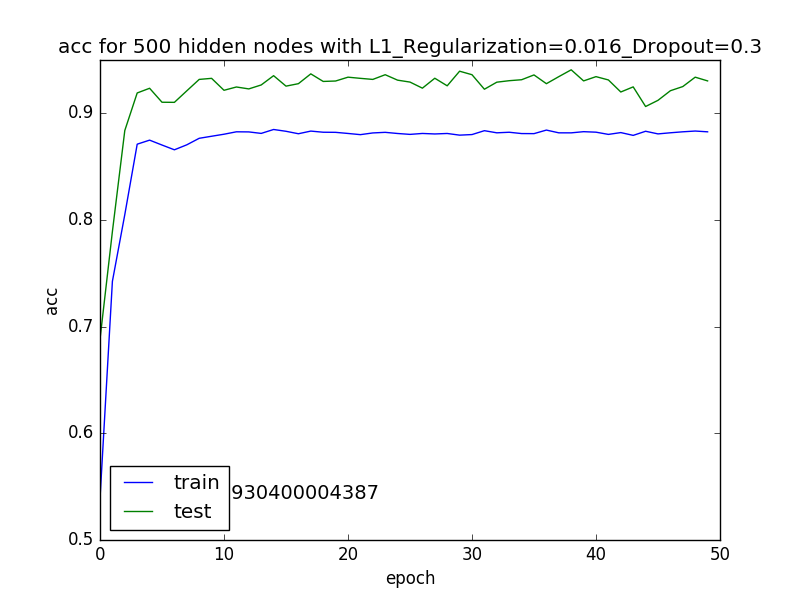 acc for 500 hidden nodes with L1_Regularization=0.016_Dropout=0.3
acc
0.9
0.8
0.7
0.6
0.5
train
test
930400004387
0
10
20
30
40
50
epoch